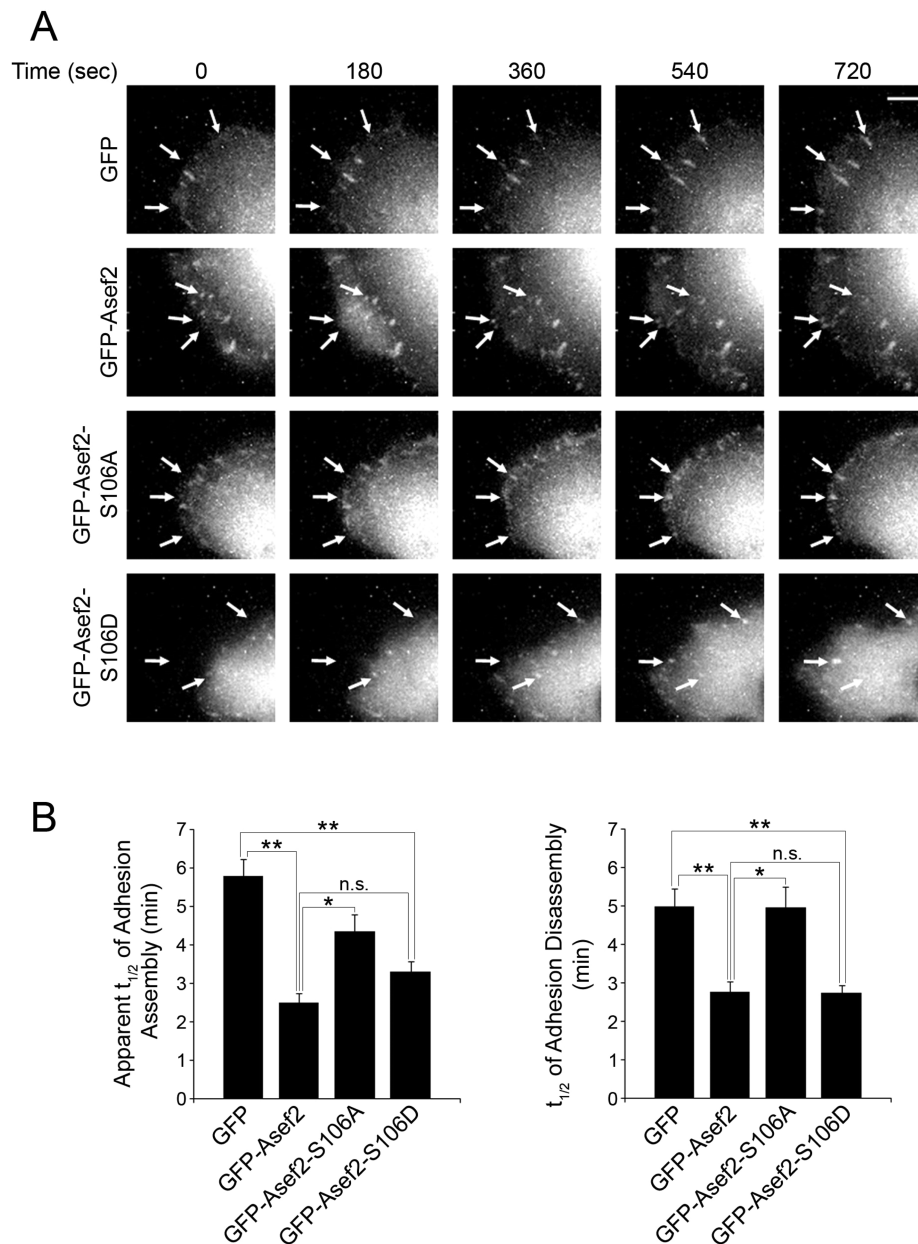 A
Time (sec) 0 180 360 540 720
GFP
GFP-Asef2
GFP-Asef2-
S106A
GFP-Asef2-
S106D
B
Apparent t1/2 of Adhesion
Assembly (min)
7
6
5
4
3
2
1
0
**
**
n.s.
*
GFP
GFP-Asef2
GFP-Asef2-S106A
GFP-Asef2-S106D
t1/2 of Adhesion Disassembly
(min)
7
6
5
4
3
2
1
0
**
n.s.
**
*
GFP
GFP-Asef2
GFP-Asef2-S106A
GFP-Asef2-S106D